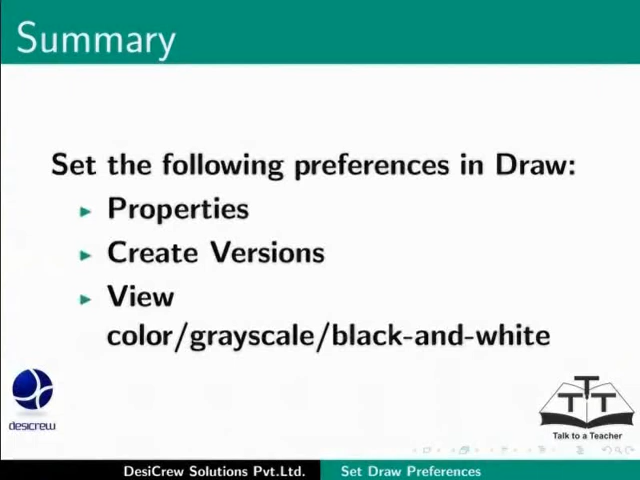 Summary
Set the following preferences in Draw:
Properties
Create Versions
View
color/grayscale/black-and-white
desicrew
TTT
Talk to a Teacher
DesiCrew Solutions Pvt.Ltd.
Set Draw Preferences